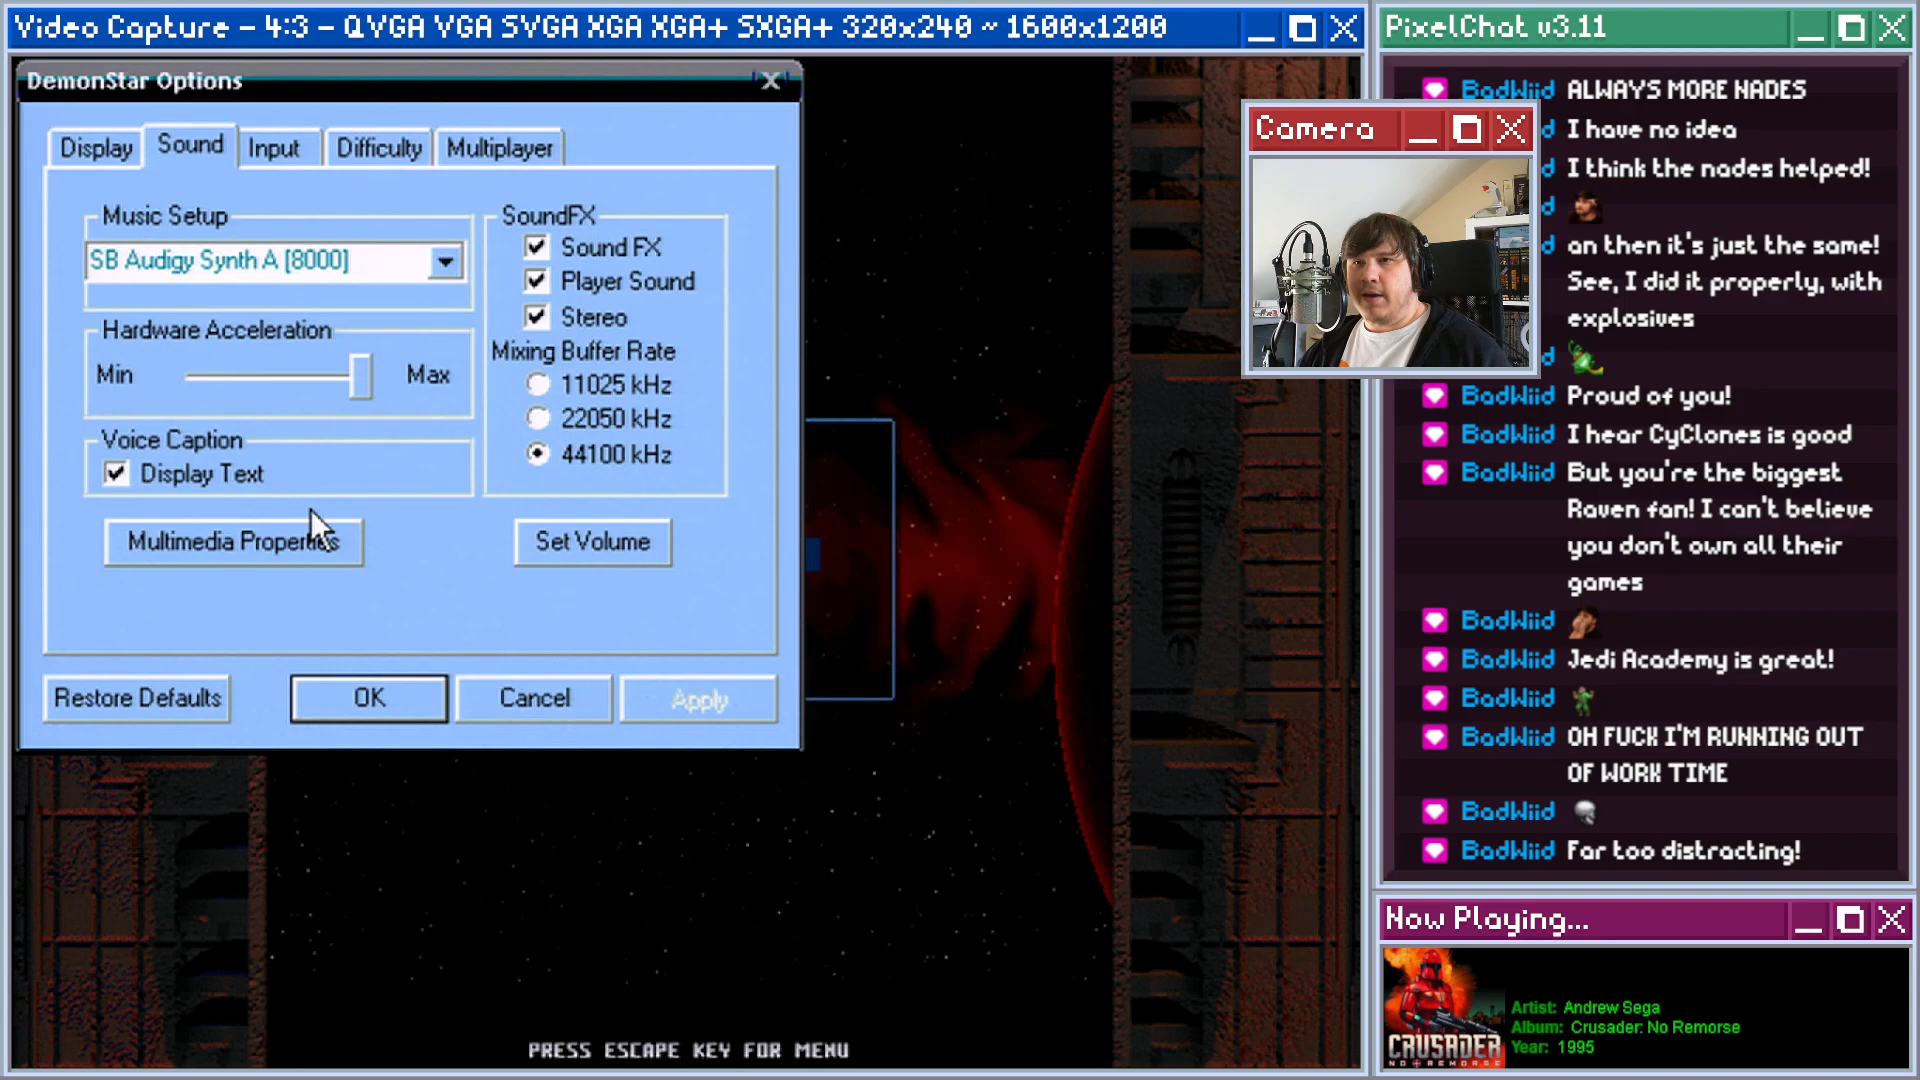 Video Capture - 4:3 - QVGA VGA SVGA XGA XGA+ SXGA+ 320x240 ~ 1600x1200
DemonStar Options
Display
Sound
Input
Difficulty
Multiplayer
Music Setup
SB Audigy Synth A [8000]
Hardware Acceleration
Min
Max
Voice Caption
Display Text
SoundFX
Sound FX
Player Sound
Stereo
Mixing Buffer Rate
11025 kHz
22050 kHz
44100 kHz
Multimedia Properties
Set Volume
Restore Defaults
OK
Cancel
Apply
PRESS ESCAPE KEY FOR MENU
Camera
PixelChat v3.11
BadWiid ALWAYS MORE NADES
d I have no idea
d I think the nades helped!
d
d an then it's just the same!
See, I did it properly, with
explosives
d
BadWiid Proud of you!
BadWiid I hear CyClones is good
BadWiid But you're the biggest
Raven fan! I can't believe
you don't own all their
games
BadWiid
BadWiid Jedi Academy is great!
BadWiid
BadWiid OH FUCK I'M RUNNING OUT
OF WORK TIME
BadWiid
BadWiid Far too distracting!
Now Playing...
CRUSADER
NO REMORSE
Artist: Andrew Sega
Album: Crusader: No Remorse
Year: 1995